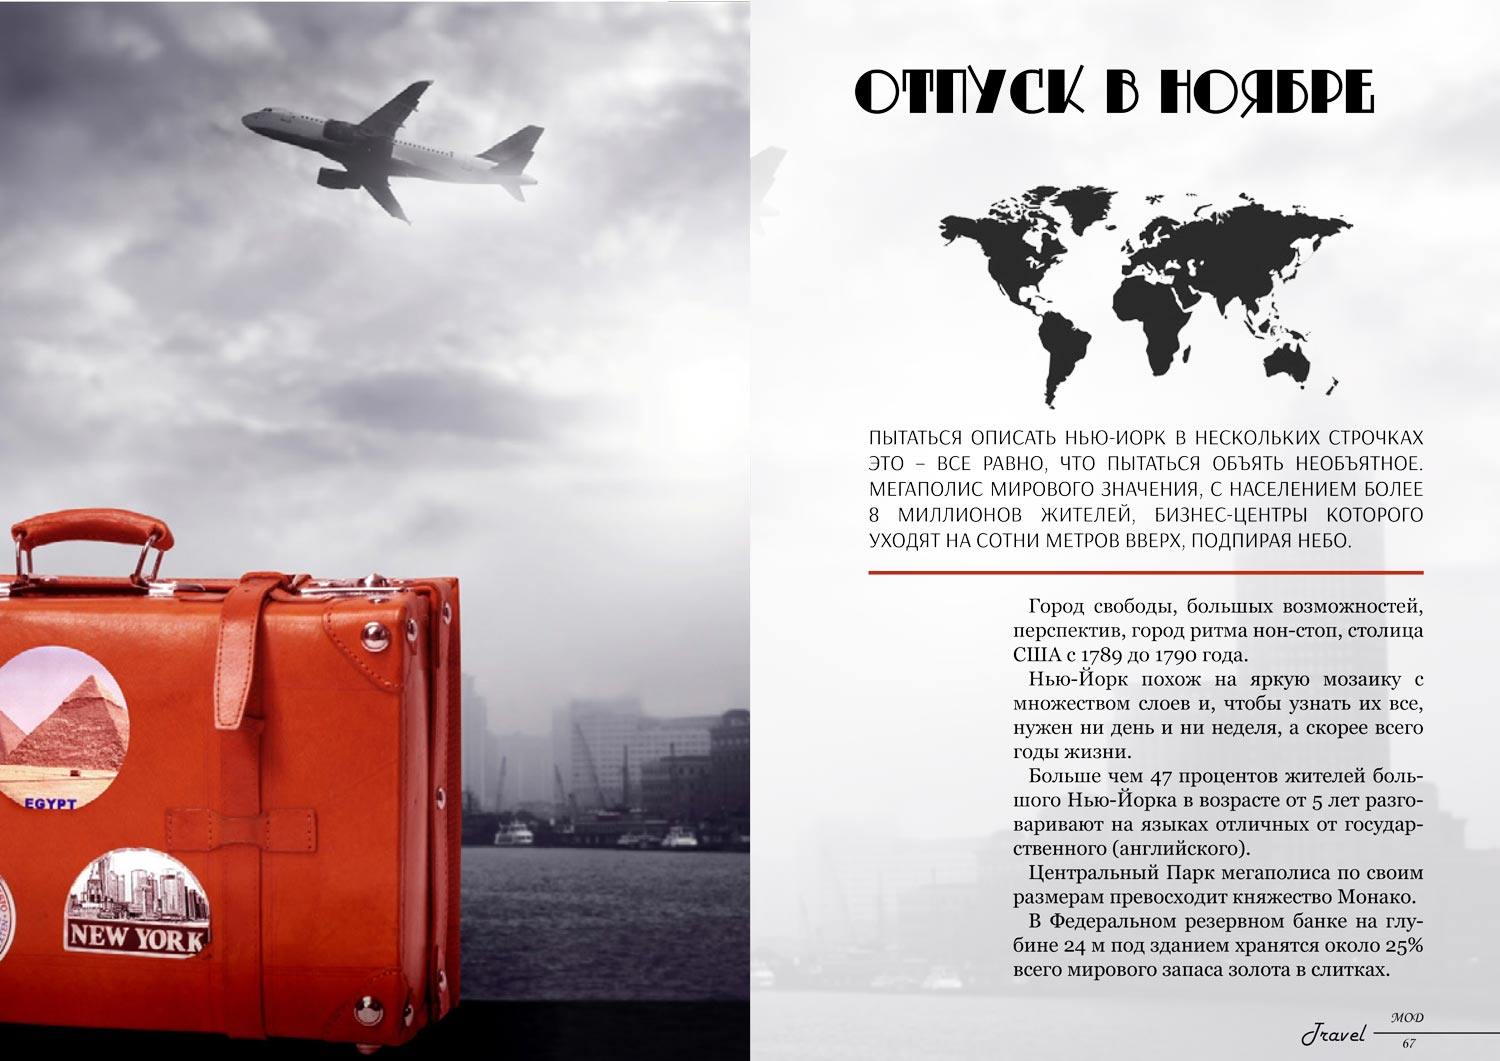 EGYPT
NEW YORK
ОТПУСК В НОЯБРЕ
ПЫТАТЬСЯ ОПИСАТЬ НЬЮ-ЙОРК В НЕСКОЛЬКИХ СТРОЧКАХ
ЭТО – ВСЕ РАВНО, ЧТО ПЫТАТЬСЯ ОБЪЯТЬ НЕОБЪЯТНОЕ.
МЕГАПОЛИС МИРОВОГО ЗНАЧЕНИЯ, С НАСЕЛЕНИЕМ БОЛЕЕ
8 МИЛЛИОНОВ ЖИТЕЛЕЙ, БИЗНЕС-ЦЕНТРЫ КОТОРОГО
УХОДЯТ НА СОТНИ МЕТРОВ ВВЕРХ, ПОДПИРАЯ НЕБО.
Город свободы, больших возможностей,
перспектив, город ритма нон-стоп, столица
США с 1789 до 1790 года.
Нью-Йорк похож на яркую мозаику с
множеством слоев и, чтобы узнать их все,
нужен ни день и ни неделя, а скорее всего
годы жизни.
Больше чем 47 процентов жителей боль-
шого Нью-Йорка в возрасте от 5 лет разго-
варивают на языках отличных от государ-
ственного (английского).
Центральный Парк мегаполиса по своим
размерам превосходит княжество Монако.
В Федеральном резервном банке на глу-
бине 24 м под зданием хранятся около 25%
всего мирового запаса золота в слитках.
Travel
MOD
67